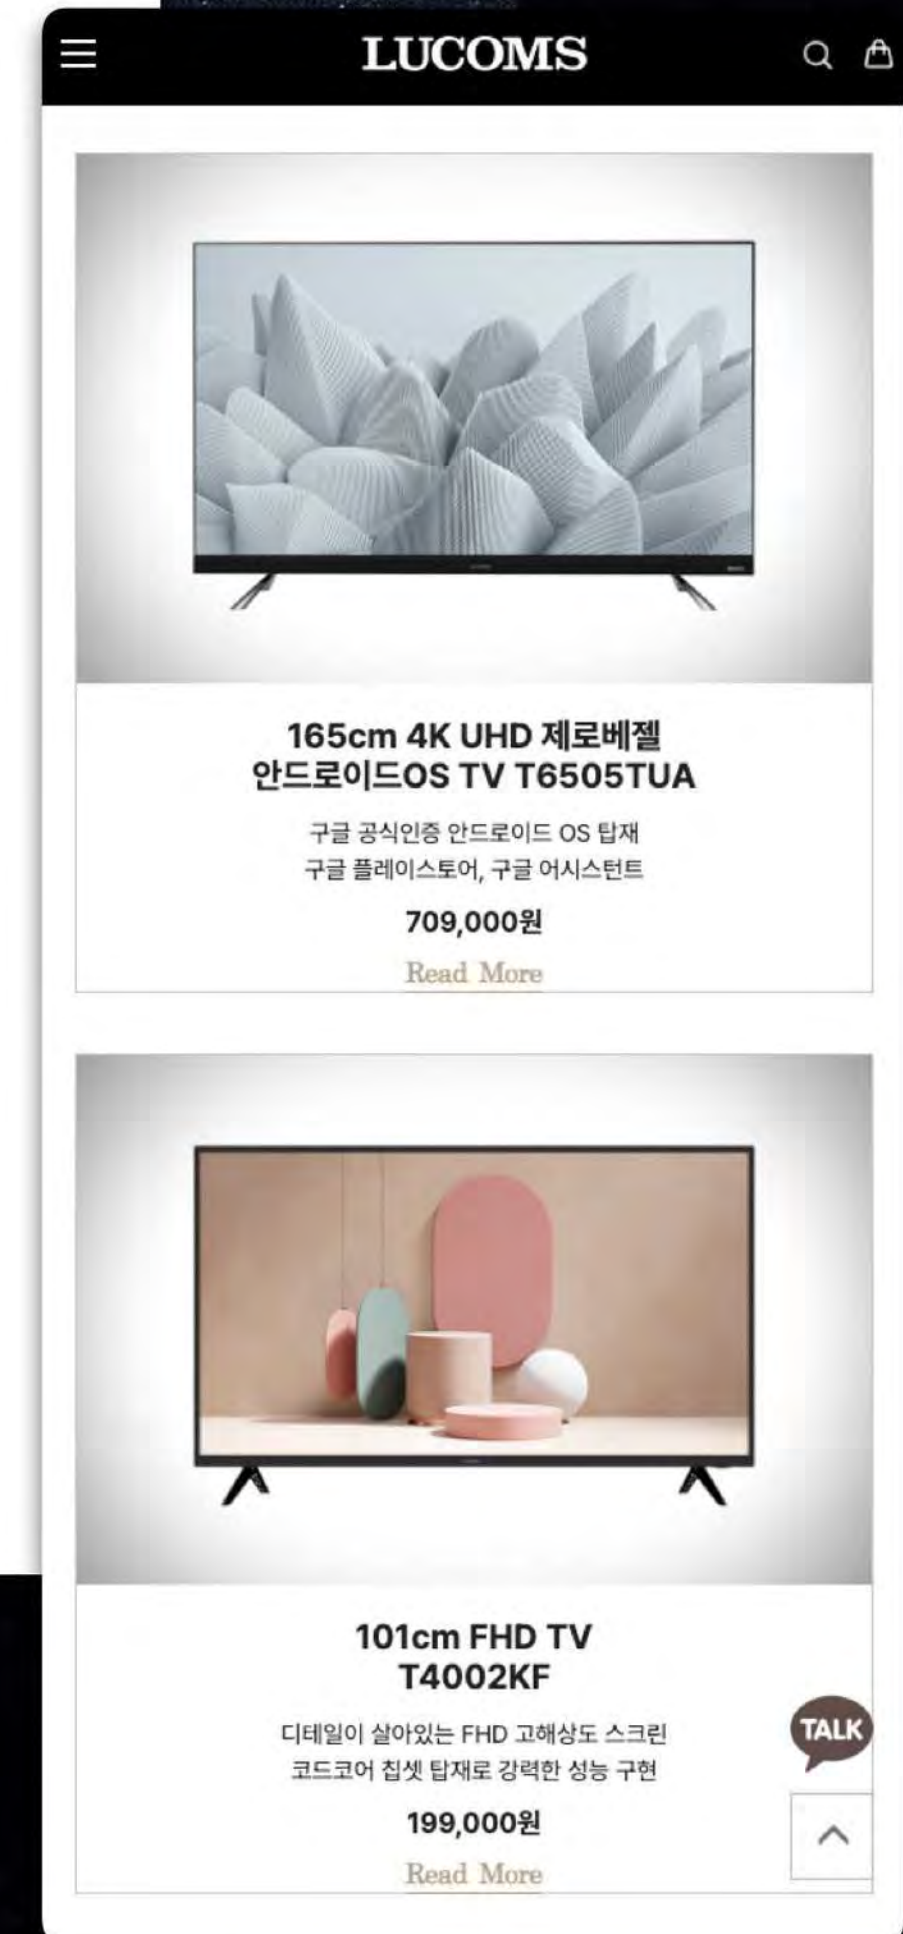 LUCOMS
165cm 4K UHD 제로베젤
안드로이드OS TV T6505TUA
구글 공식인증 안드로이드 OS 탑재
구글 플레이스토어, 구글 어시스턴트
709,000원
Read More
101cm FHD TV
T4002KF
디테일이 살아있는 FHD 고해상도 스크린
코드코어 칩셋 탑재로 강력한 성능 구현
199,000원
Read More
TALK